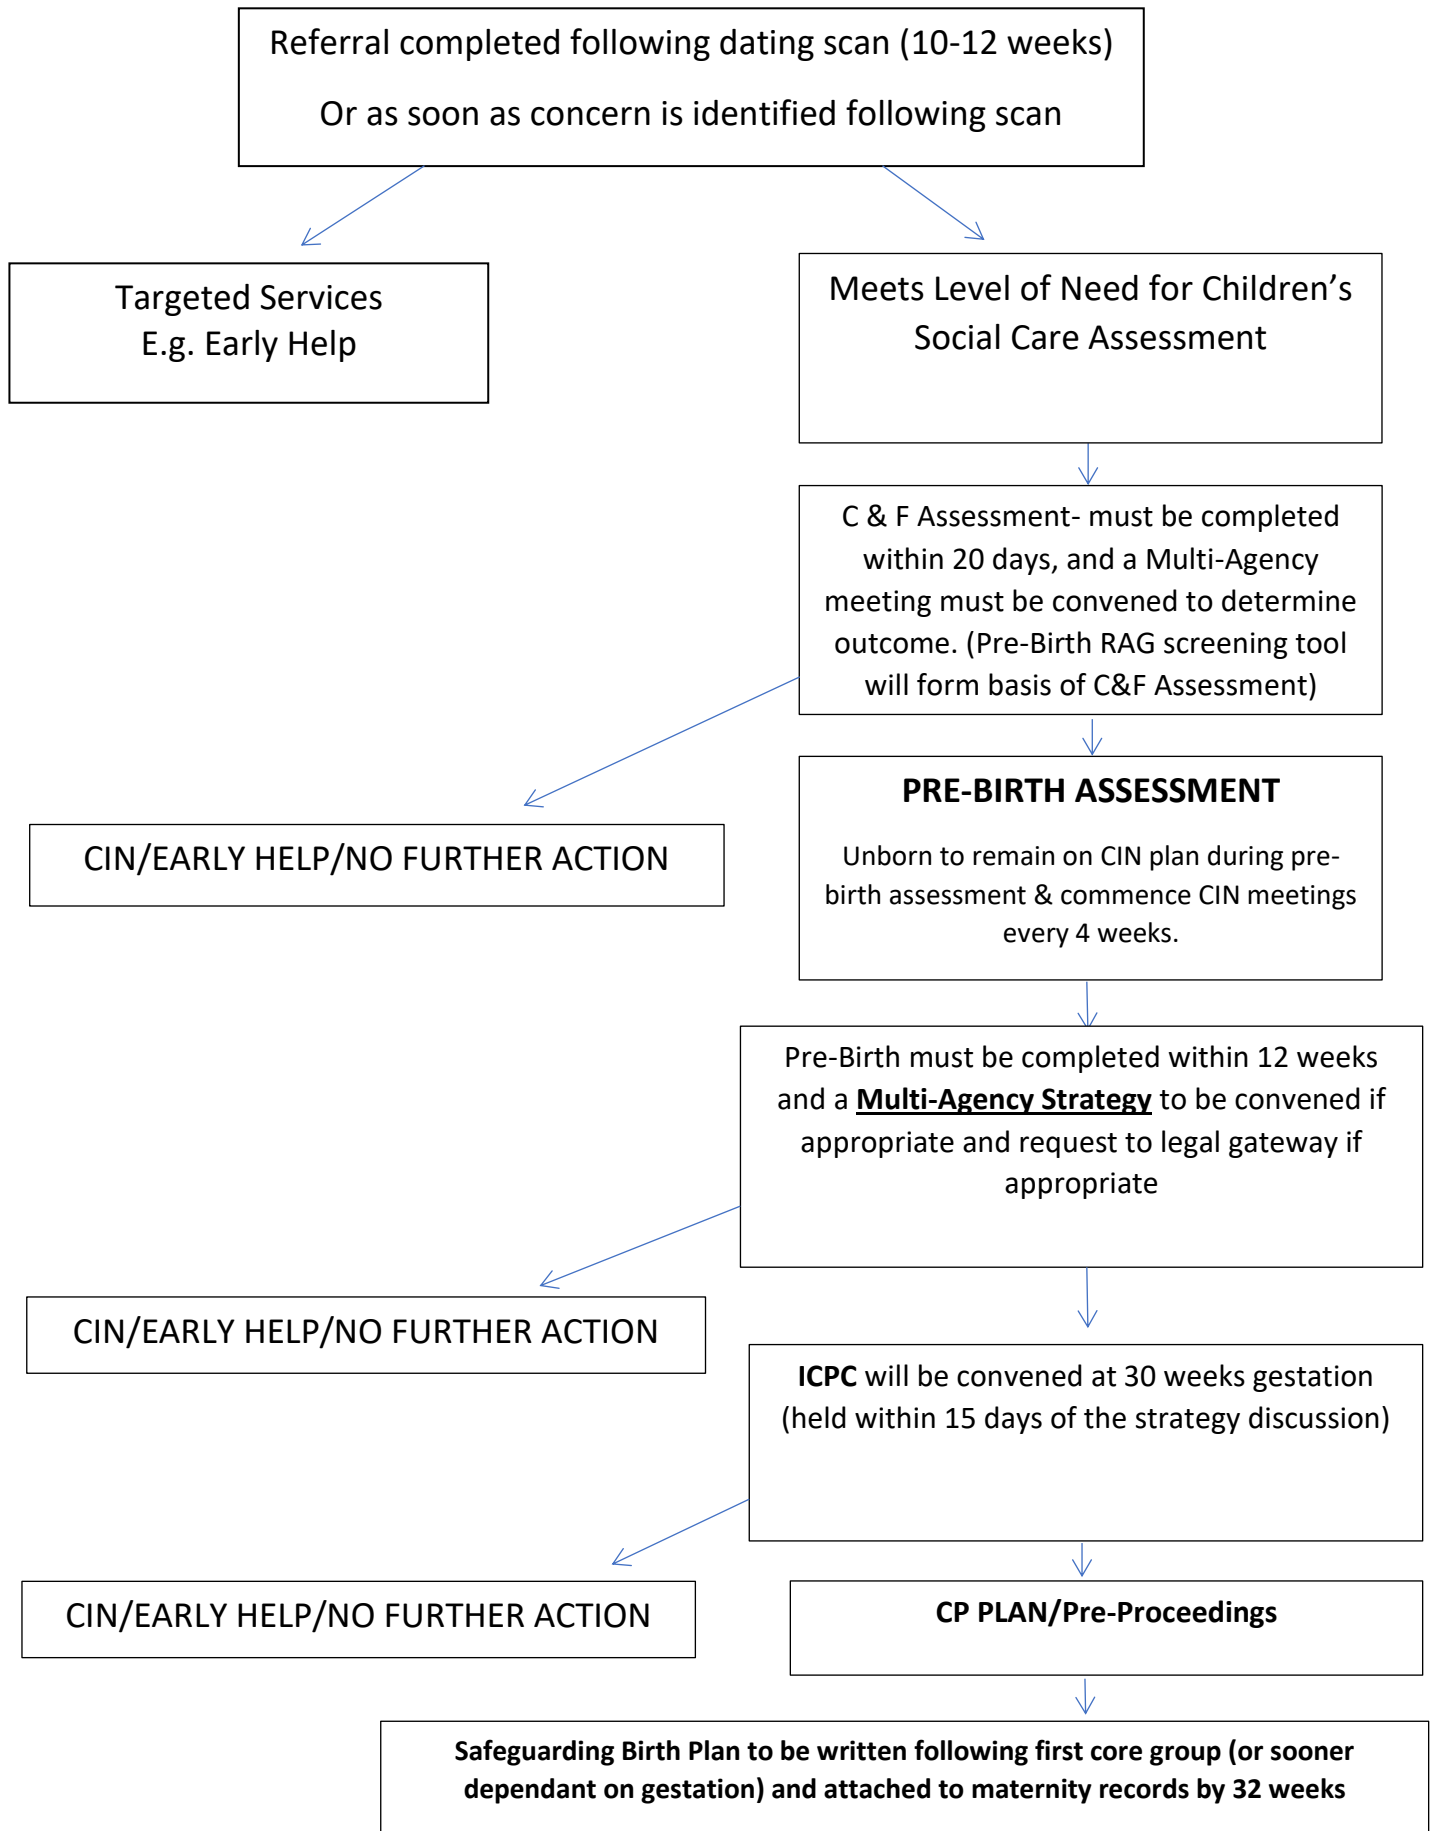 Referral completed following dating scan (10-12 weeks)
Or as soon as concern is identified following scan
Targeted Services
E.g. Early Help
Meets Level of Need for Children’s
Social Care Assessment
C & F Assessment- must be completed
within 20 days, and a Multi-Agency
meeting must be convened to determine
outcome. (Pre-Birth RAG screening tool
will form basis of C&F Assessment)
CIN/EARLY HELP/NO FURTHER ACTION
PRE-BIRTH ASSESSMENT
Unborn to remain on CIN plan during pre-
birth assessment & commence CIN meetings
every 4 weeks.
Pre-Birth must be completed within 12 weeks
and a Multi-Agency Strategy to be convened if
appropriate and request to legal gateway if
appropriate
CIN/EARLY HELP/NO FURTHER ACTION
ICPC will be convened at 30 weeks gestation
(held within 15 days of the strategy discussion)
CIN/EARLY HELP/NO FURTHER ACTION
CP PLAN/Pre-Proceedings
Safeguarding Birth Plan to be written following first core group (or sooner
dependant on gestation) and attached to maternity records by 32 weeks